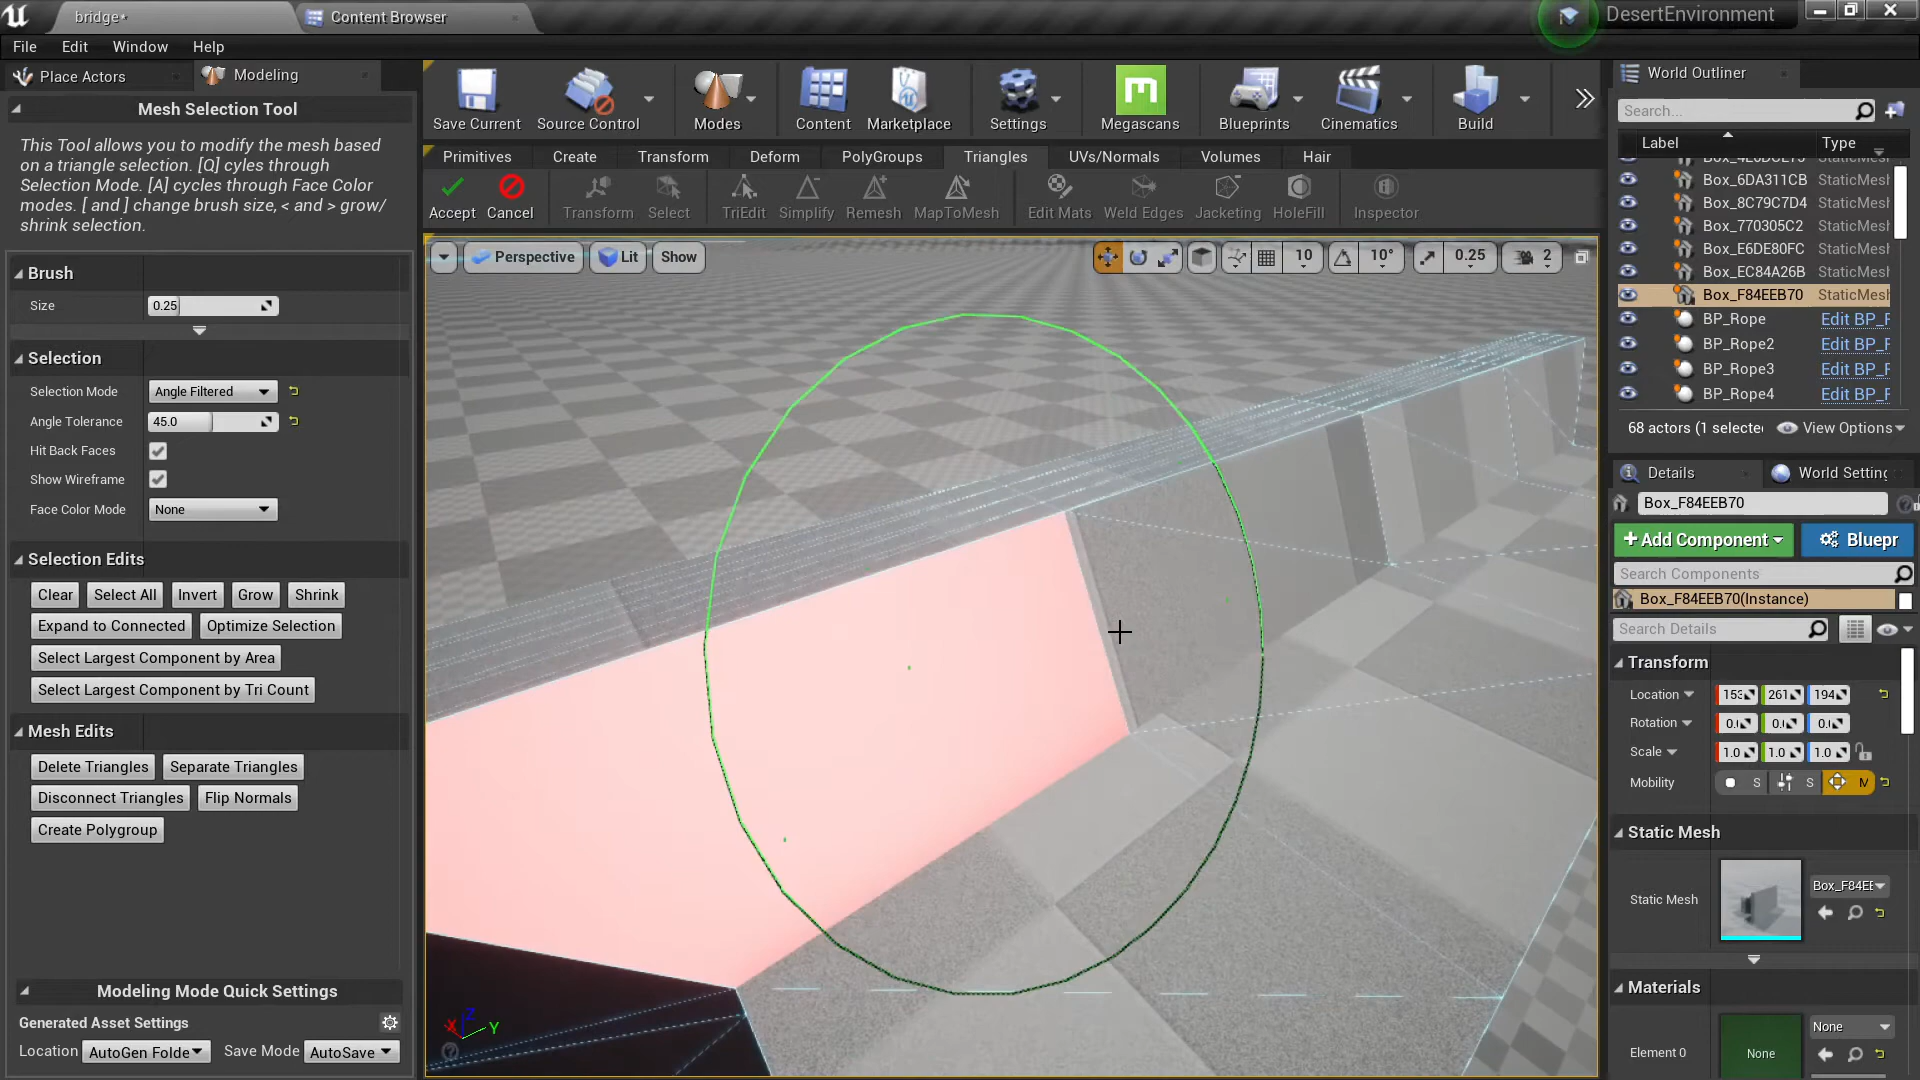 bridge*
Content Browser
DesertEnvironment
File Edit Window Help
Place Actors
Modeling
Mesh Selection Tool
This Tool allows you to modify the mesh based
on a triangle selection. [Q] cyles through
Selection Mode. [A] cycles through Face Color
modes. [ and ] change brush size, < and > grow/
shrink selection.
Brush
Size 0.25
Selection
Selection Mode Angle Filtered
Angle Tolerance 45.0
Hit Back Faces
Show Wireframe
Face Color Mode None
Selection Edits
Clear Select All Invert Grow Shrink
Expand to Connected Optimize Selection
Select Largest Component by Area
Select Largest Component by Tri Count
Mesh Edits
Delete Triangles Separate Triangles
Disconnect Triangles Flip Normals
Create Polygroup
Modeling Mode Quick Settings
Generated Asset Settings
Location AutoGen Folde Save Mode AutoSave
Save Current Source Control Modes Content Marketplace Settings Megascans Blueprints Cinematics Build
Primitives Create Transform Deform PolyGroups Triangles UVs/Normals Volumes Hair
Accept Cancel Transform Select TriEdit Simplify Remesh MapToMesh Edit Mats Weld Edges Jacketing HoleFill Inspector
Perspective Lit Show 10 10° 0.25 2
X Z Y
World Outliner
Search...
Label Type
Box_6DA311CB StaticMesh
Box_8C79C7D4 StaticMesh
Box_770305C2 StaticMesh
Box_E6DE80FC StaticMesh
Box_EC84A26B StaticMesh
Box_F84EEB70 StaticMesh
BP_Rope Edit BP_F
BP_Rope2 Edit BP_F
BP_Rope3 Edit BP_F
BP_Rope4 Edit BP_F
68 actors (1 selected View Options
Details
World Setting
Box_F84EEB70
+Add Component Bluepr
Search Components
Box_F84EEB70(Instance)
Search Details
Transform
Location 153 261 194
Rotation 0.( 0.( 0.(
Scale 1.0 1.0 1.0
Mobility S S M
Static Mesh
Static Mesh Box_F84EE
Materials
Element 0 None None